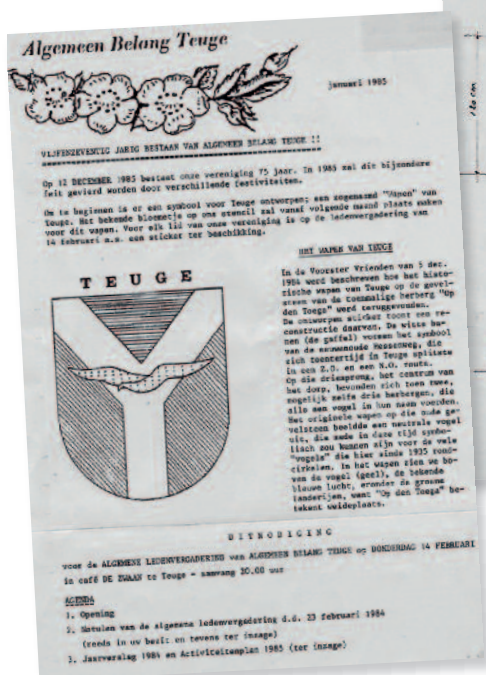 Algemeen Belang Teuge
januari 1985
VIJFENZEVENTIG JARIG BESTAAN VAN ALGEMEEN BELANG TEUGE !!
Op 12 DECEMBER 1985 bestaat onze vereniging 75 jaar. In 1985 zal dit bijzondere
feit gevierd worden door verschillende festiviteiten.
Om te beginnen is er een symbool voor Teuge ontworpen; een zogenaamd "Wapen" van
Teuge. Het bekende bloemetje op ons stencil zal vanaf volgende maand plaats maken
voor dit wapen. Voor elk lid van onze vereniging is op de ledenvergadering van
14 februari a.s. een sticker ter beschikking.
TEUGE
HET WAPEN VAN TEUGE
In de Voorster Vrienden van 5 dec.
1984 werd beschreven hoe het histo-
rische wapen van Teuge op de gevel-
steen van de toenmalige herberg "Op
den Toega" werd teruggevonden.
De ontworpen sticker toont een re-
constructie daarvan. De witte ba-
nen (de gaffel) vormen het symbool
van de eeuwenoude Hessenweg, die
zich toentertijd in Teuge splitste
in een Z.O. en een N.O. route.
Op die driesprong, het centrum van
het dorp, bevonden zich toen twee,
mogelijk zelfs drie herbergen, die
alle een vogel in hun naam voerden.
Het originele wapen op die oude ge-
velsteen beeldde een neutrale vogel
uit, die mede in deze tijd symbo-
lisch zou kunnen zijn voor de vele
"vogels" die hier sinds 1935 rond-
cirkelen. In het wapen zien we bo-
ven de vogel (geel), de bekende
blauwe lucht, eronder de groene
landerijen, want "Op den Toega" be-
tekent weideplaats.
UITNODIGING
voor de ALGEMENE LEDENVERGADERING van ALGEMEEN BELANG TEUGE op DONDERDAG 14 FEBRUARI
in café DE ZWAAN te Teuge - aanvang 20.00 uur
AGENDA
1. Opening
2. Notulen van de algemene ledenvergadering d.d. 23 februari 1984
(reeds in uw bezit en tevens ter inzage)
3. Jaarverslag 1984 en Activiteitenplan 1985 (ter inzage)